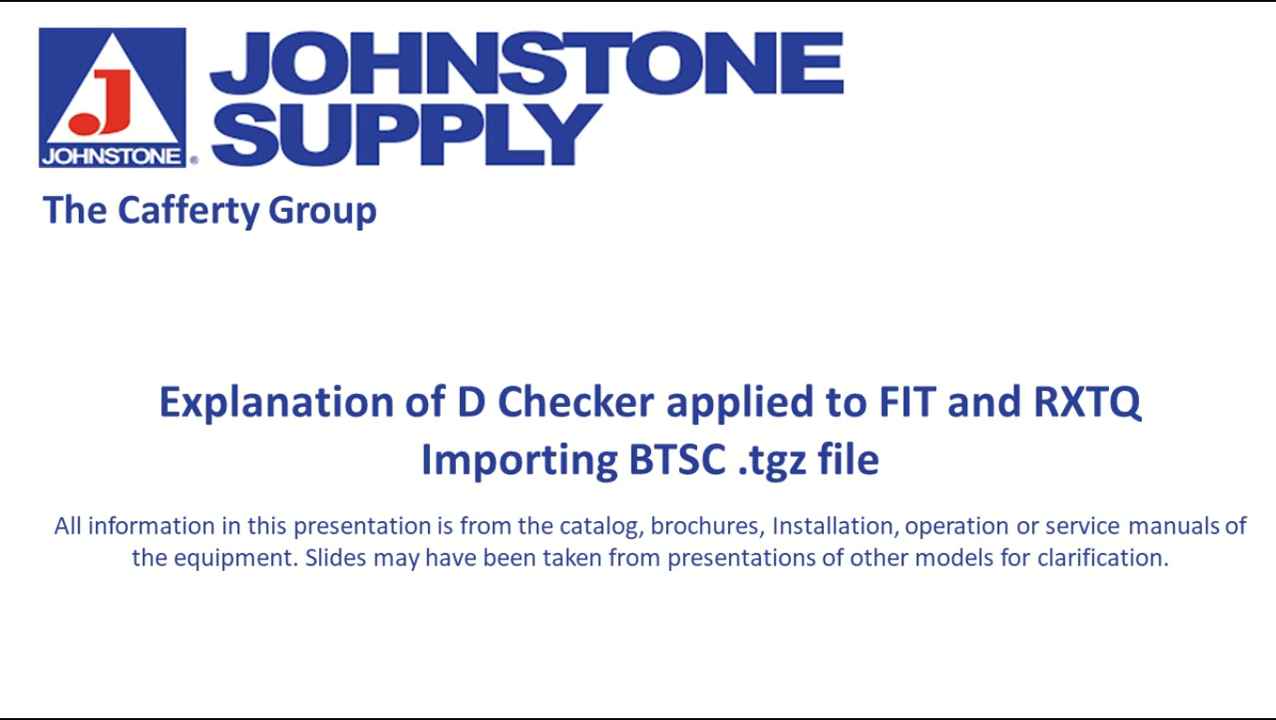 JOHNSTONE
SUPPLY
J
JOHNSTONE®
The Cafferty Group
Explanation of D Checker applied to FIT and RXTQ
Importing BTSC .tgz file
All information in this presentation is from the catalog, brochures, Installation, operation or service manuals of
the equipment. Slides may have been taken from presentations of other models for clarification.